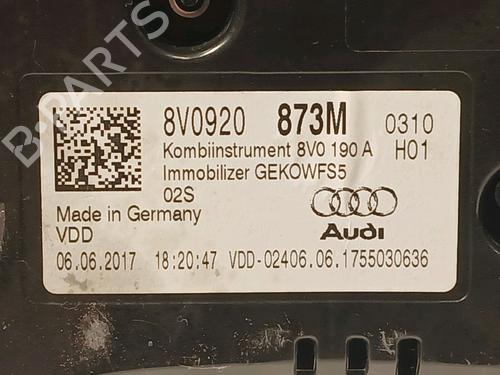 8V0920 873M 0310
Kombiinstrument 8V0 190 A H01
Immobilizer GEKOWFS5
02S
Made in Germany
VDD
Audi
06.06.2017 18:20:47 VDD-02406.06.1755030636
B-PARTS